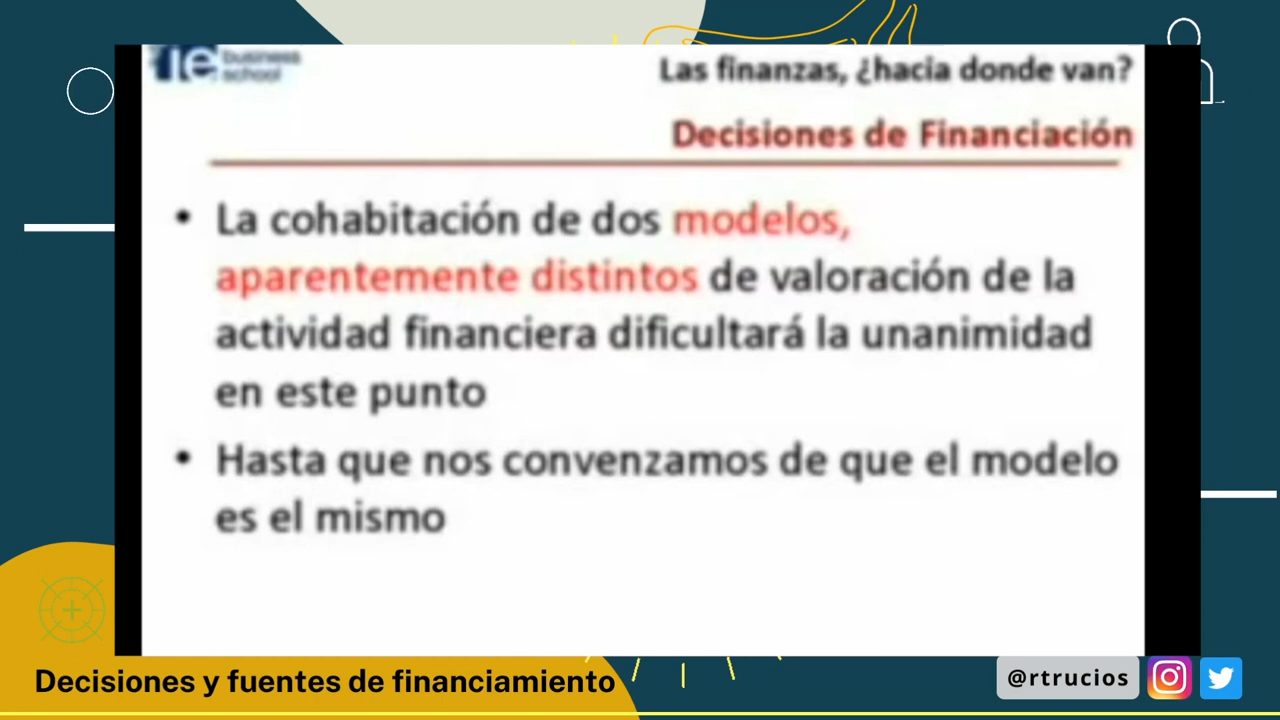 ie business
school
Las finanzas, ¿hacia donde van?
Decisiones de Financiación
• La cohabitación de dos modelos,
aparentemente distintos de valoración de la
actividad financiera dificultará la unanimidad
en este punto
• Hasta que nos convenzamos de que el modelo
es el mismo
Decisiones y fuentes de financiamiento
@rtrucios